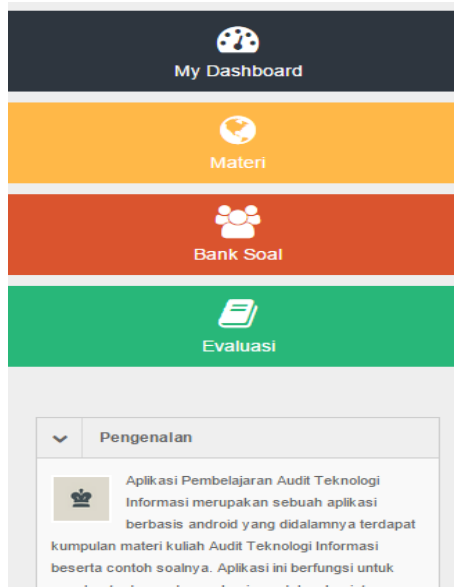 My Dashboard
Materi
Bank Soal
Evaluasi
Pengenalan
Aplikasi Pembelajaran Audit Teknologi
Informasi merupakan sebuah aplikasi
berbasis android yang didalamnya terdapat
kumpulan materi kuliah Audit Teknologi Informasi
beserta contoh soalnya. Aplikasi ini berfungsi untuk